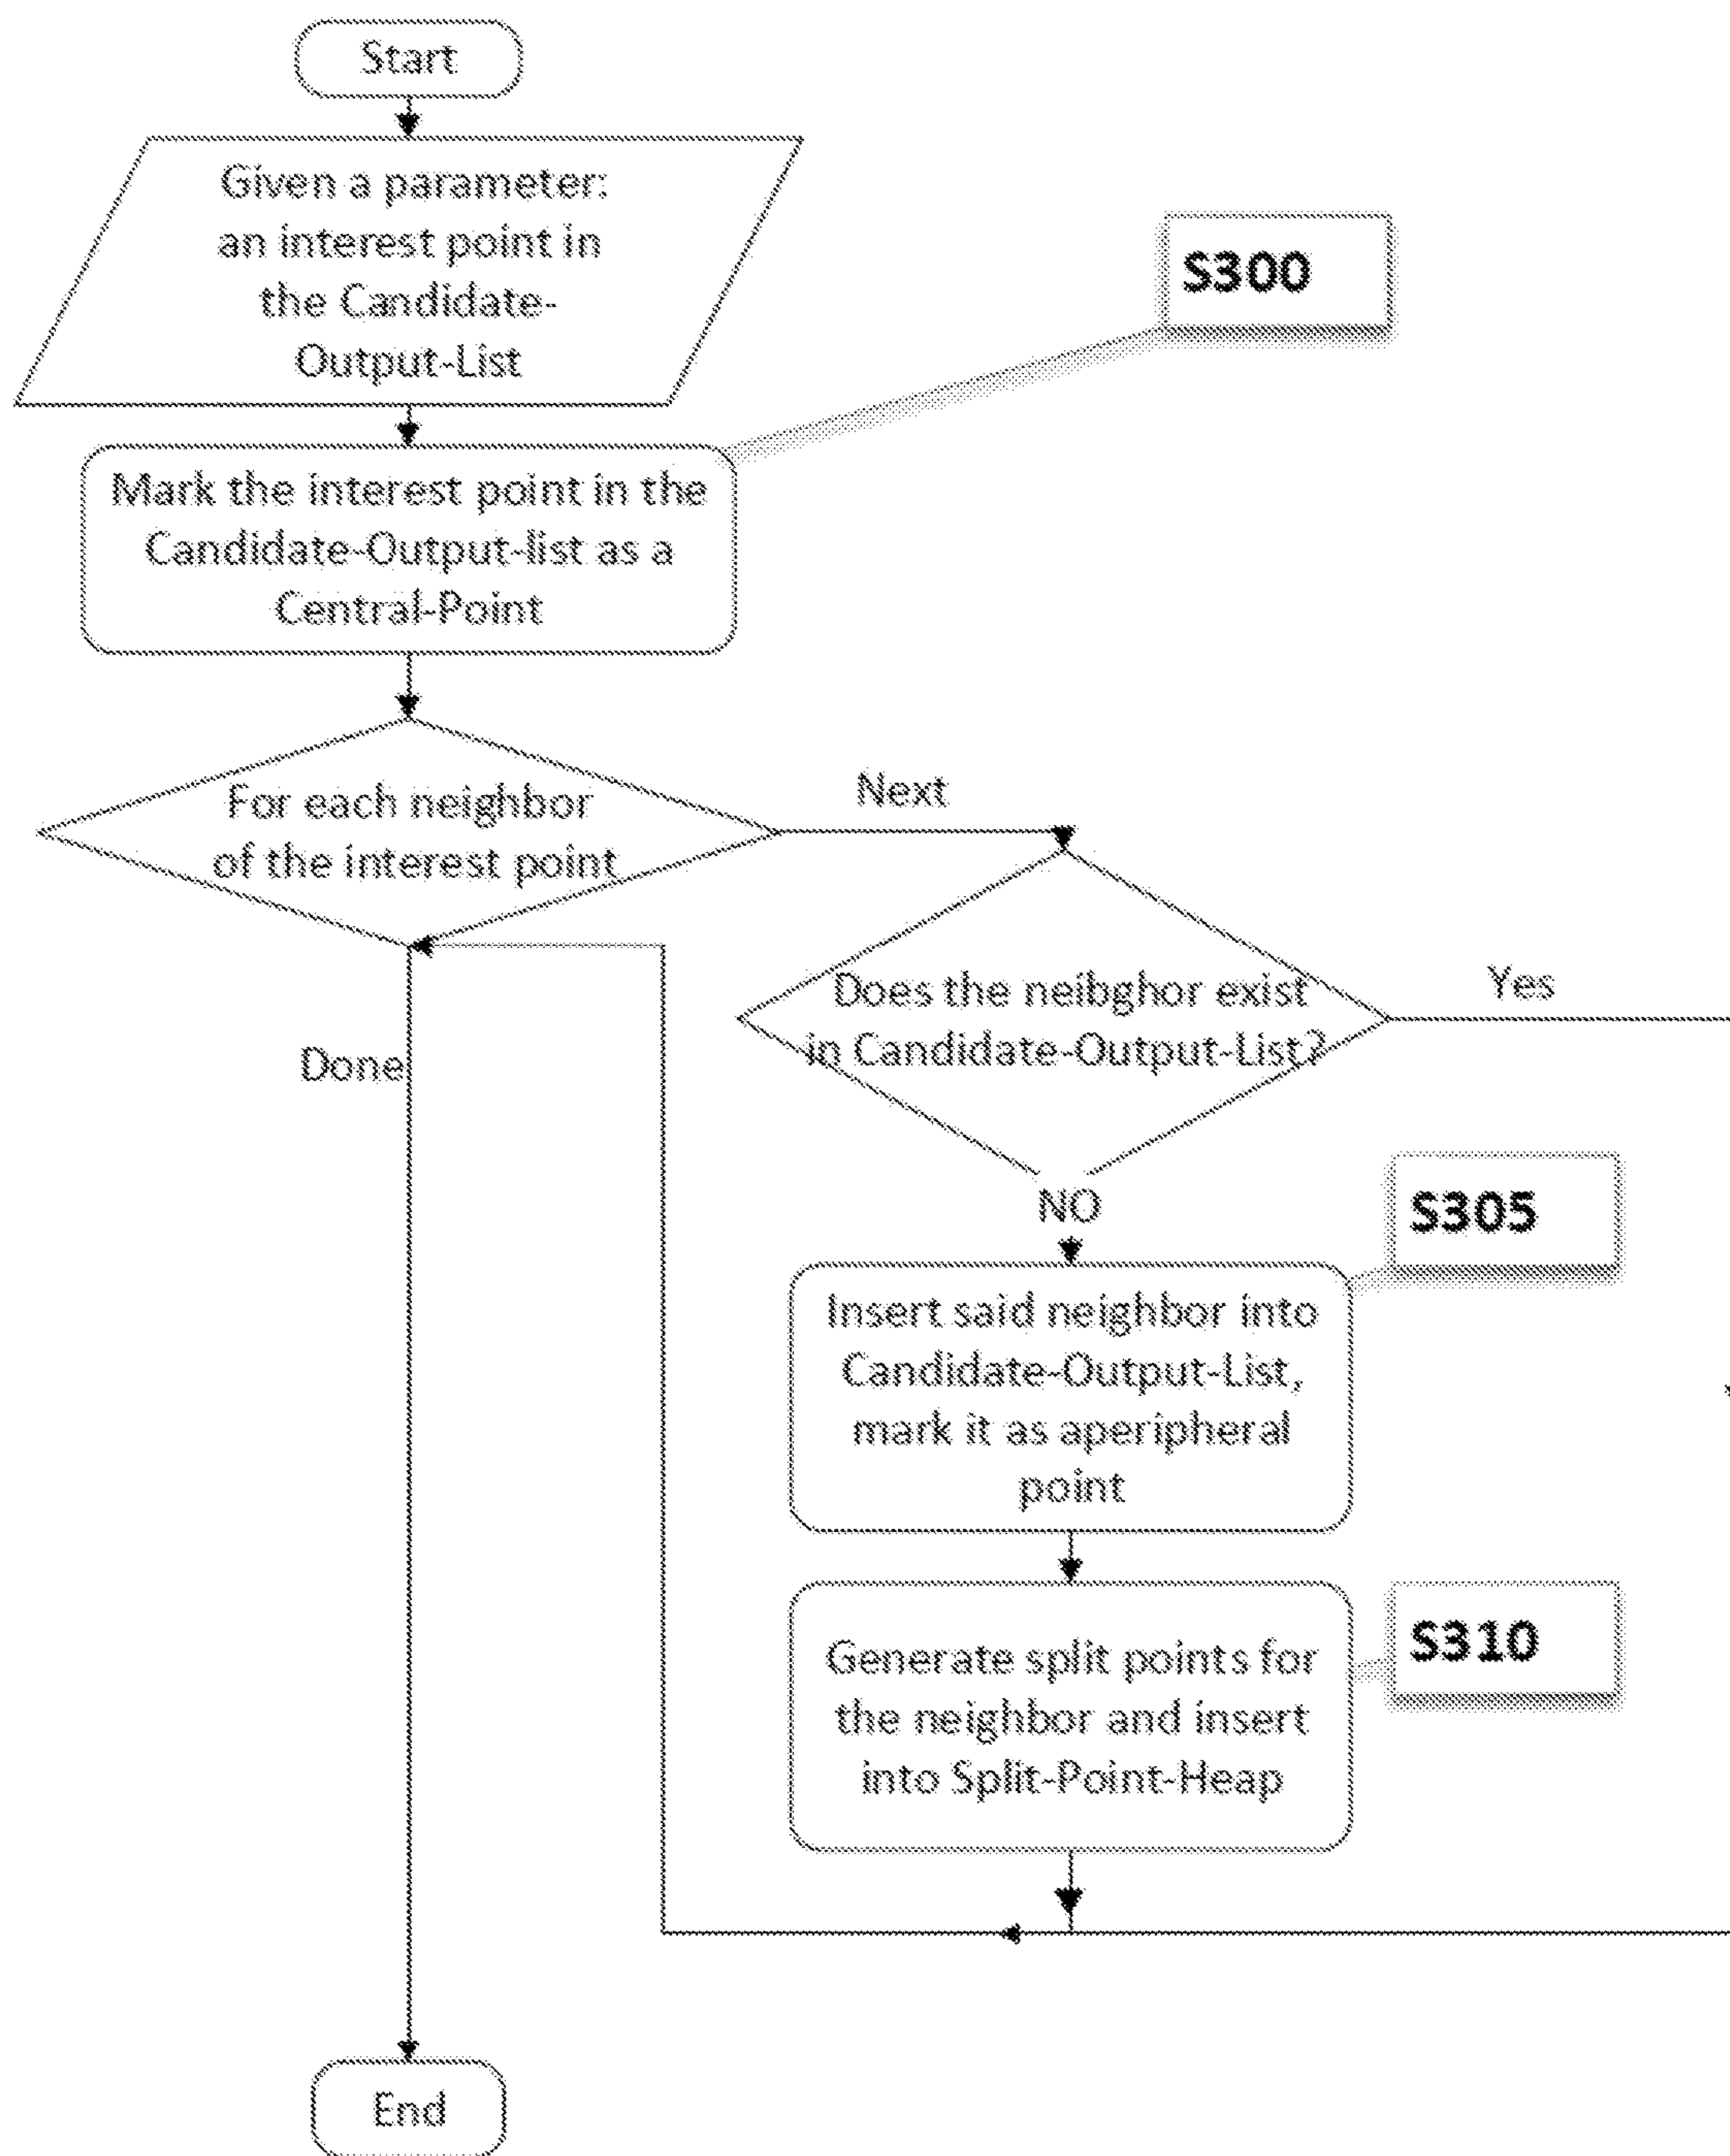 Start
Given a parameter:
an interest point in
the Candidate-
Output-List
S300
Mark the interest point in the
Candidate-Output-list as a
Central-Point
For each neighbor
of the interest point
Next
Does the neibghor exist
in Candidate-Output-List?
Yes
Done
NO
S305
Insert said neighbor into
Candidate-Output-List,
mark it as aperipheral
point
S310
Generate split points for
the neighbor and insert
into Split-Point-Heap
End